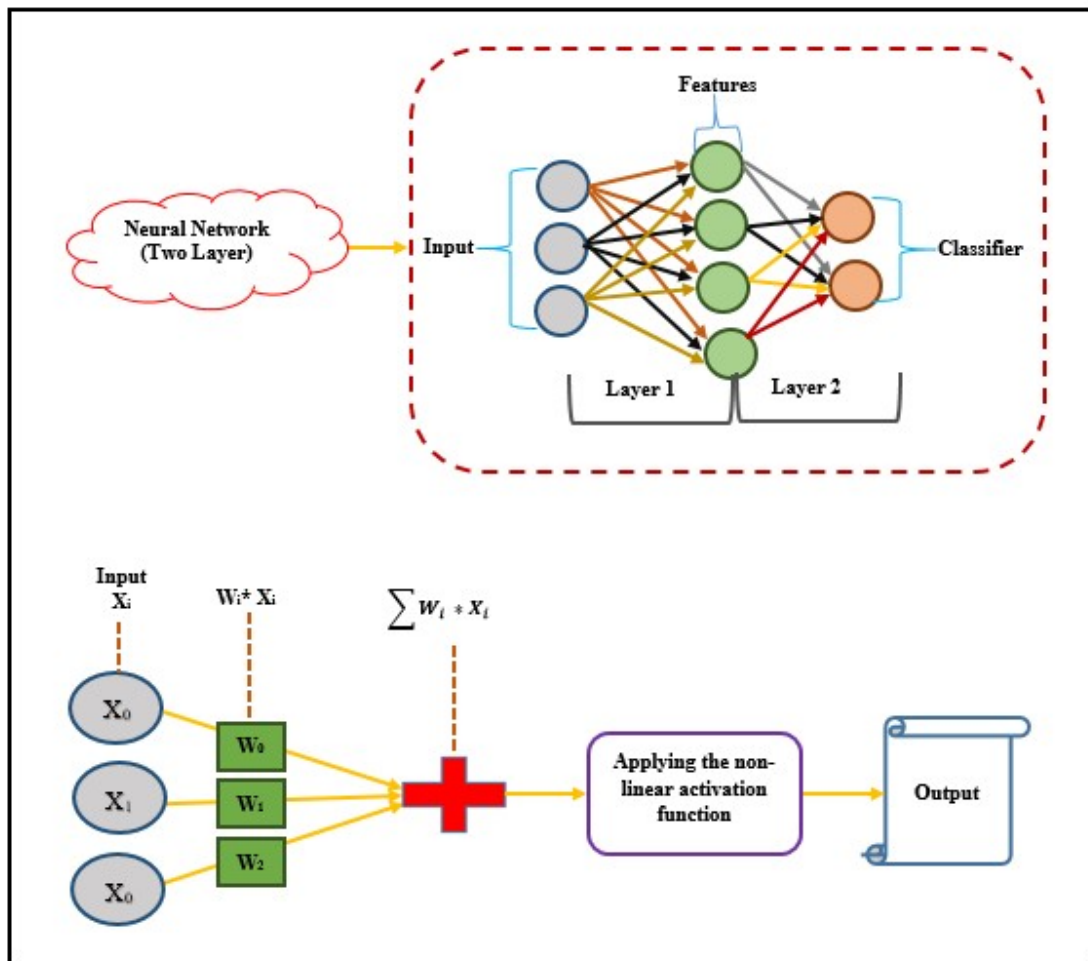 Features
Neural Network
(Two Layer)
Input
Classifier
Layer 1
Layer 2
Input
Xᵢ
Wᵢ* Xᵢ
∑ 𝑾ᵢ ∗ 𝑿ᵢ
X₀
W₀
X₁
W₁
X₀
W₂
Applying the non-
linear activation
function
Output